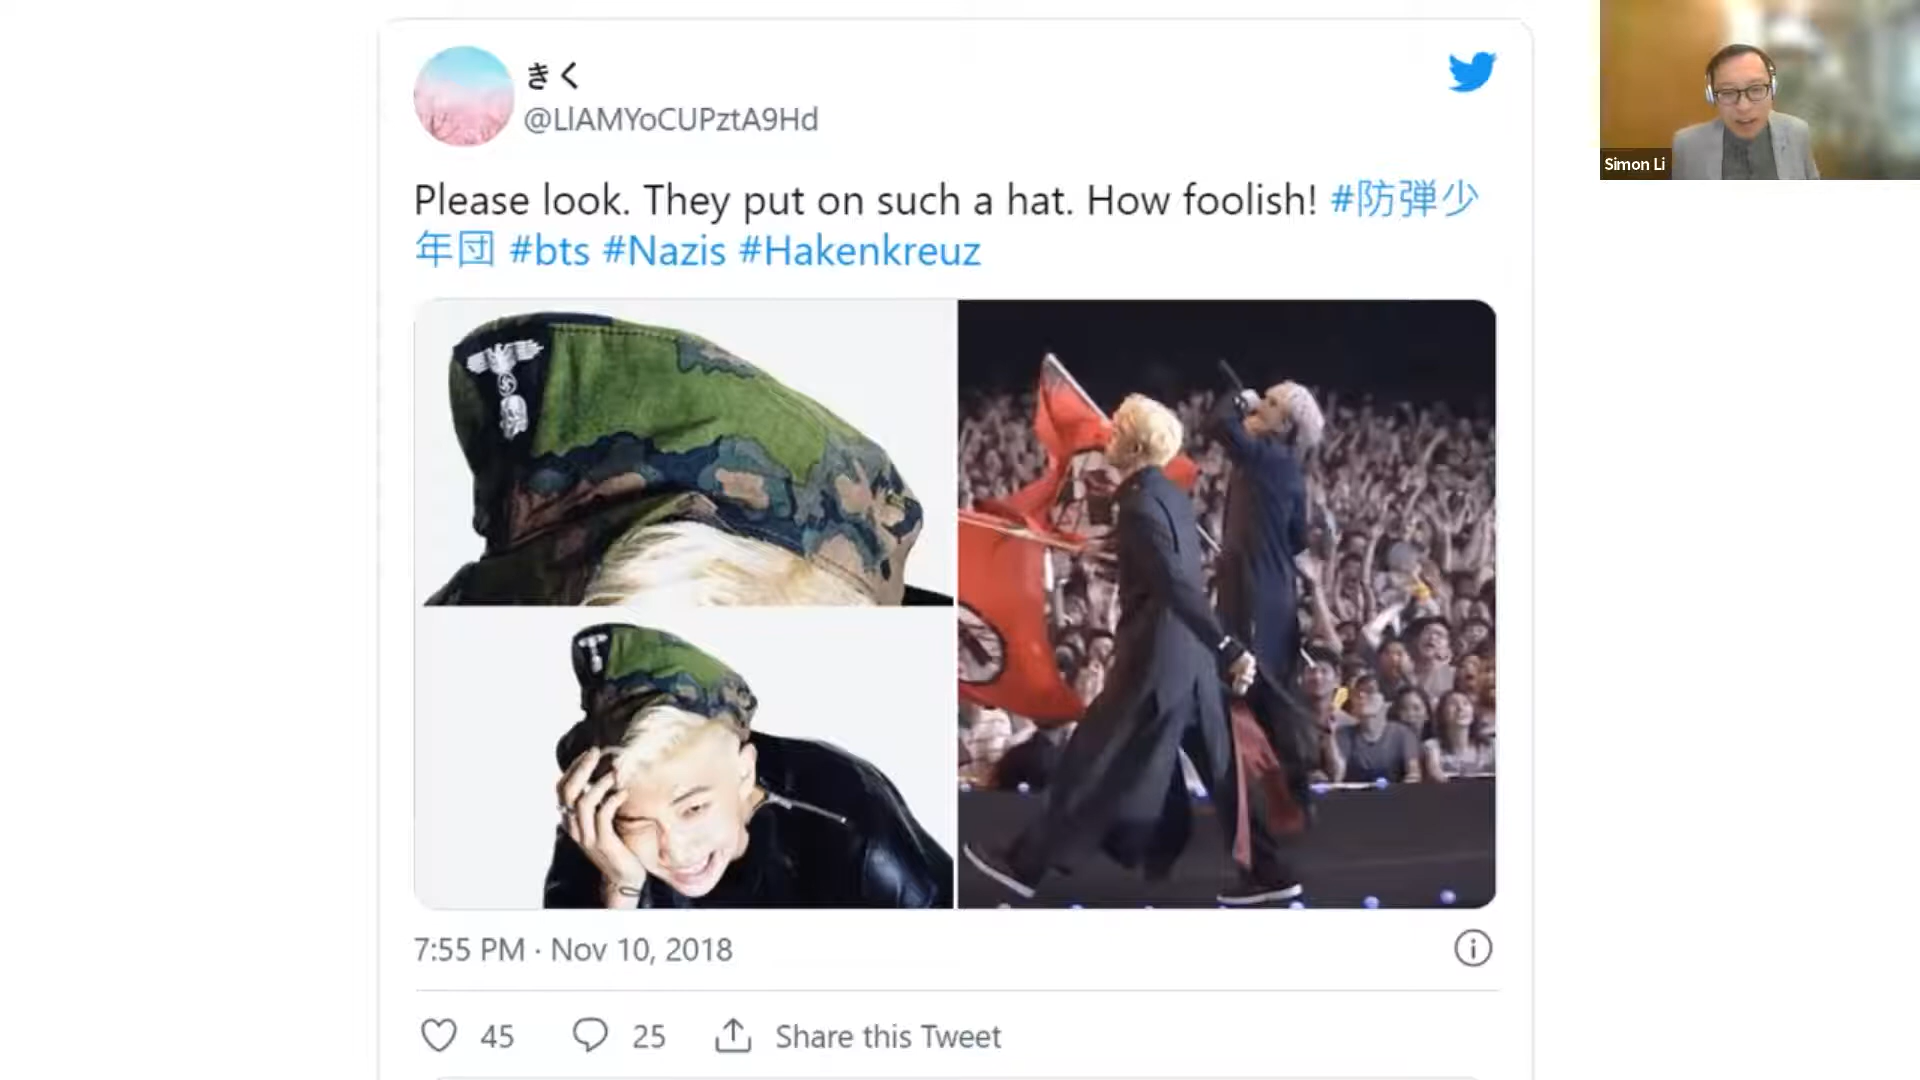 きく
@LlAMYoCUPztA9Hd
Please look. They put on such a hat. How foolish! #防弾少
年団 #bts #Nazis #Hakenkreuz
7:55 PM · Nov 10, 2018
45
25
Share this Tweet
Simon Li